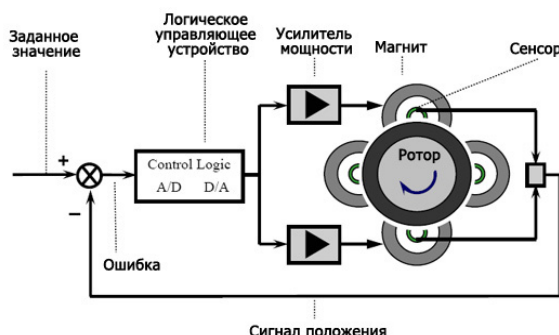 Заданное
значение
Логическое
управляющее
устройство
Усилитель
мощности
Магнит
Сенсор
+
Control Logic
A/D D/A
Ротор
−
Ошибка
Сигнал положения